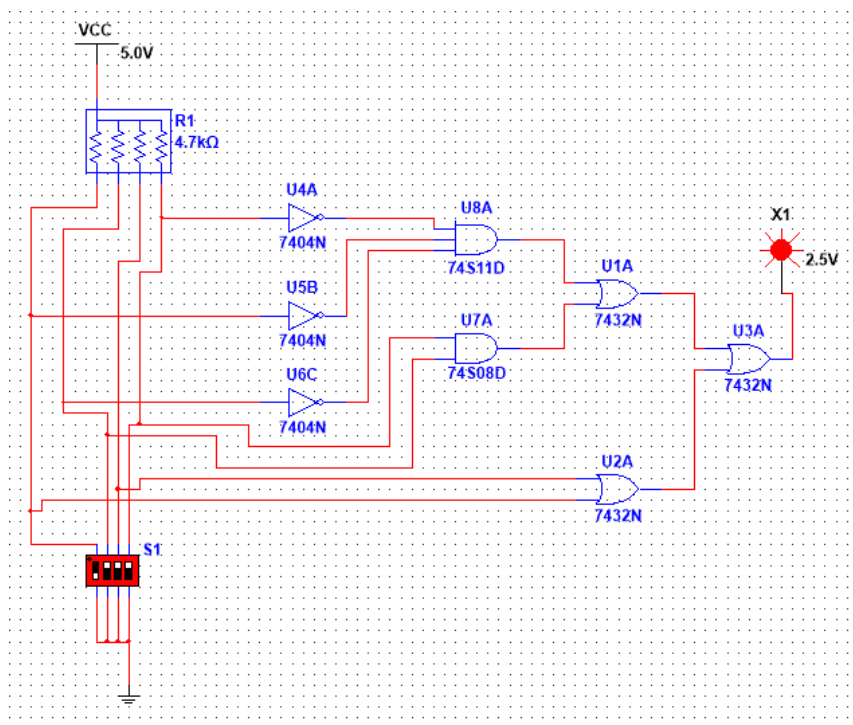 VCC
5.0V
R1
4.7kΩ
U4A
7404N
U8A
74S11D
X1
2.5V
U5B
7404N
U1A
7432N
U7A
74S08D
U3A
7432N
U6C
7404N
U2A
7432N
S1